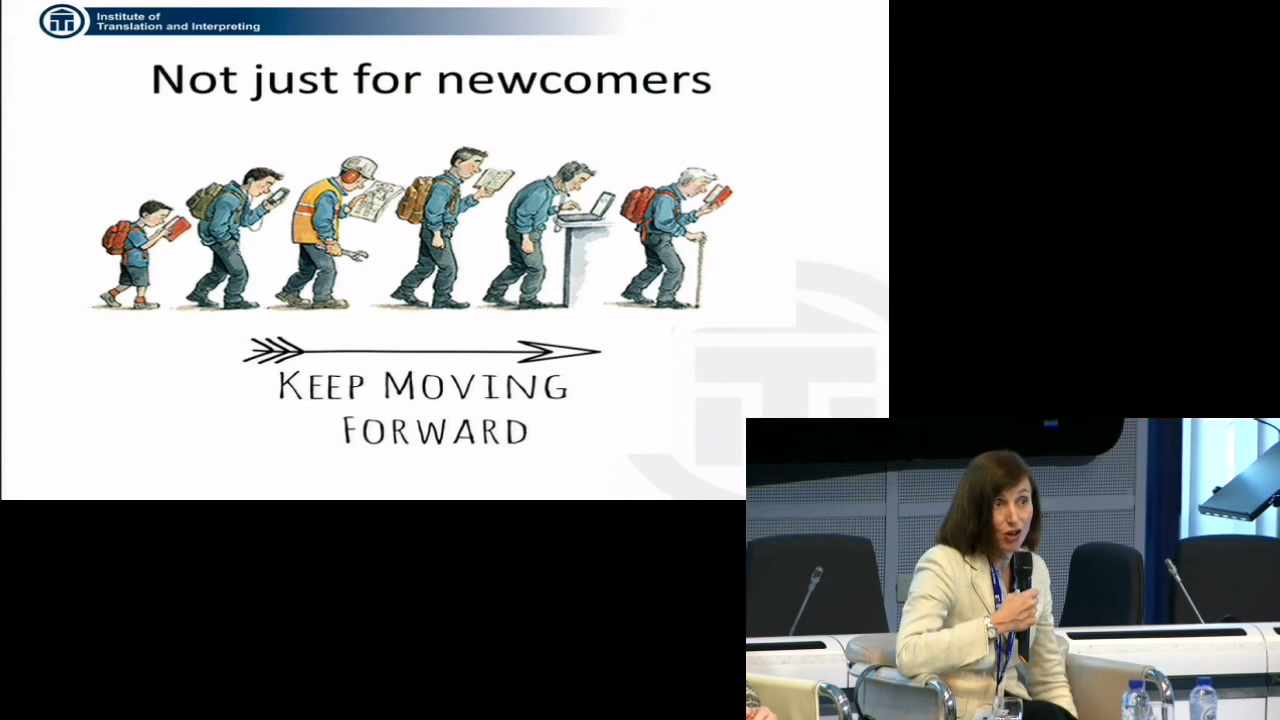 Institute of
Translation and Interpreting
Not just for newcomers
KEEP MOVING
FORWARD